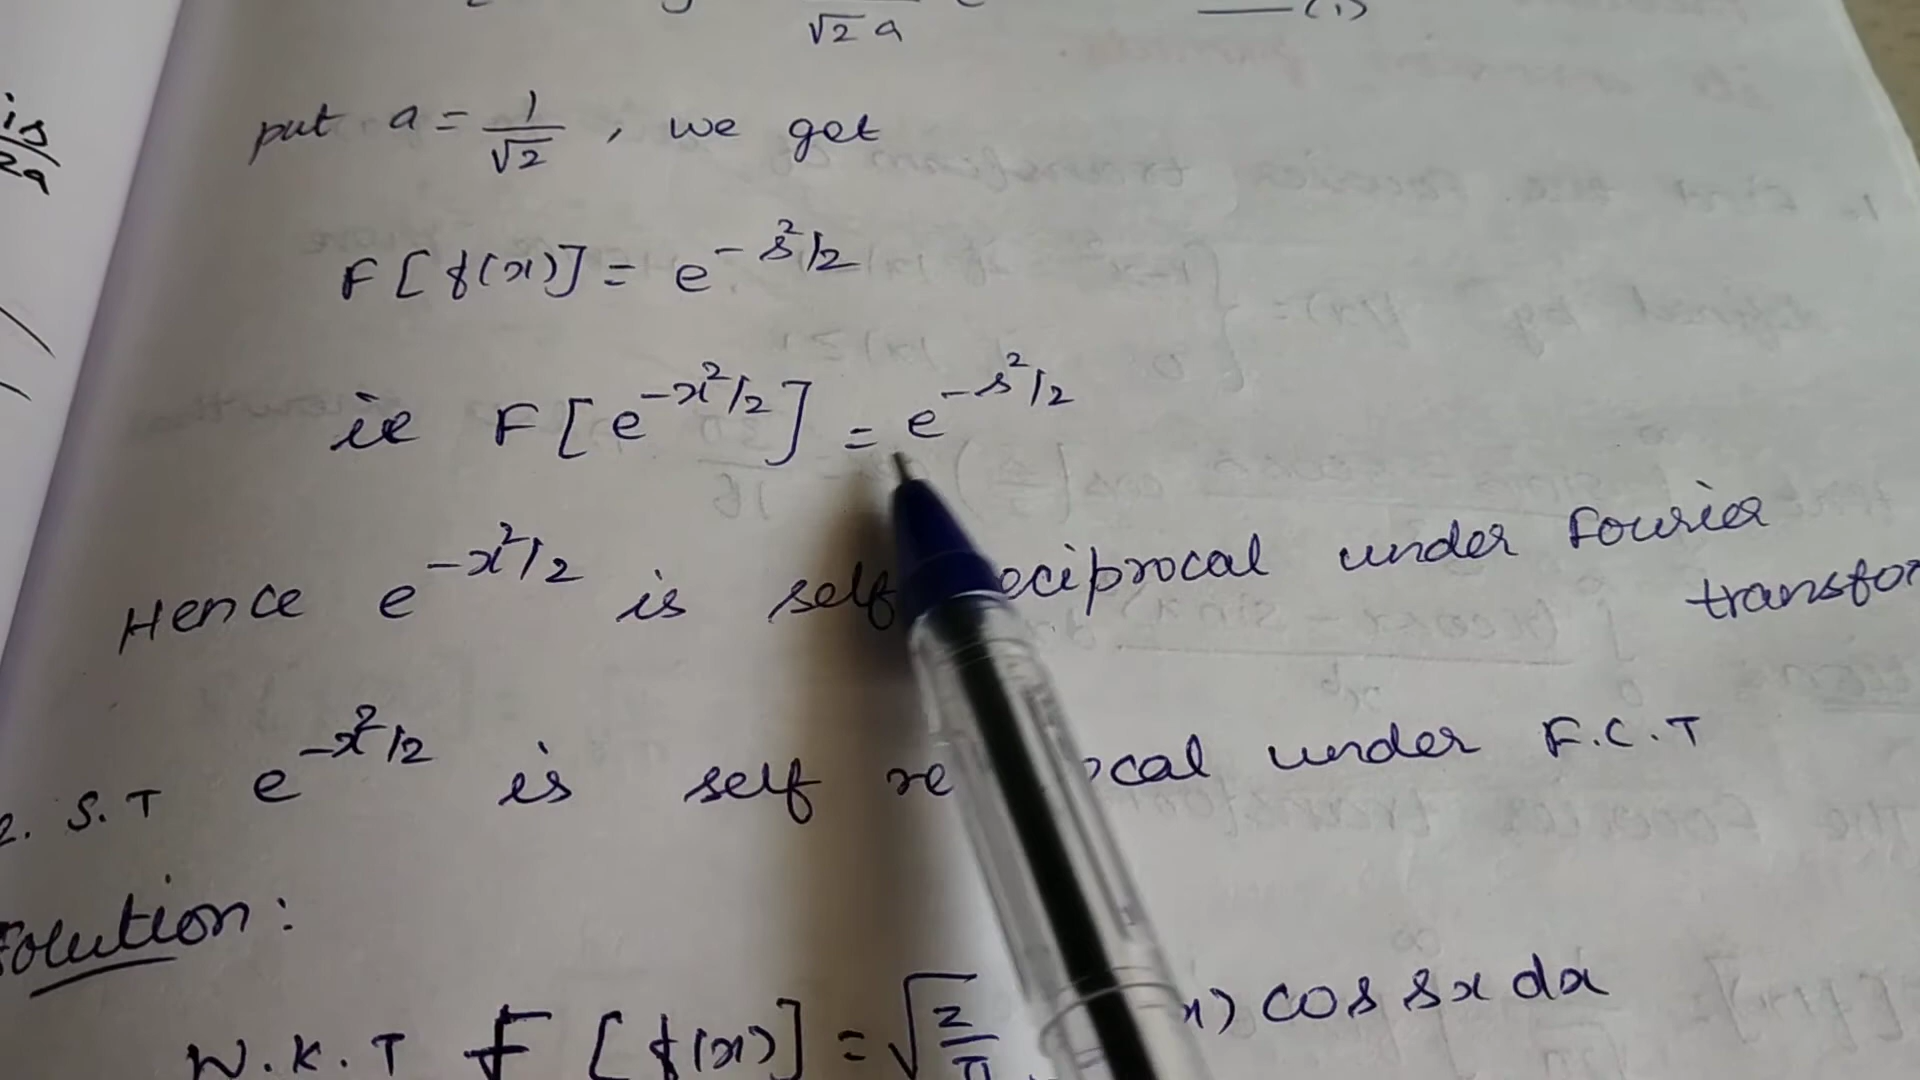 √2 a ——(1)
put a = 1/√2 , we get
F[f(x)] = e^{-s²/2}
ie F[e^{-x²/2}] = e^{-s²/2}
Hence e^{-x²/2} is self under Fourier
2. S.T e^{-x²/2} is self under F.C.T
Solution:
W.K.T F[f(x)] = √2/π x) cos sx dx